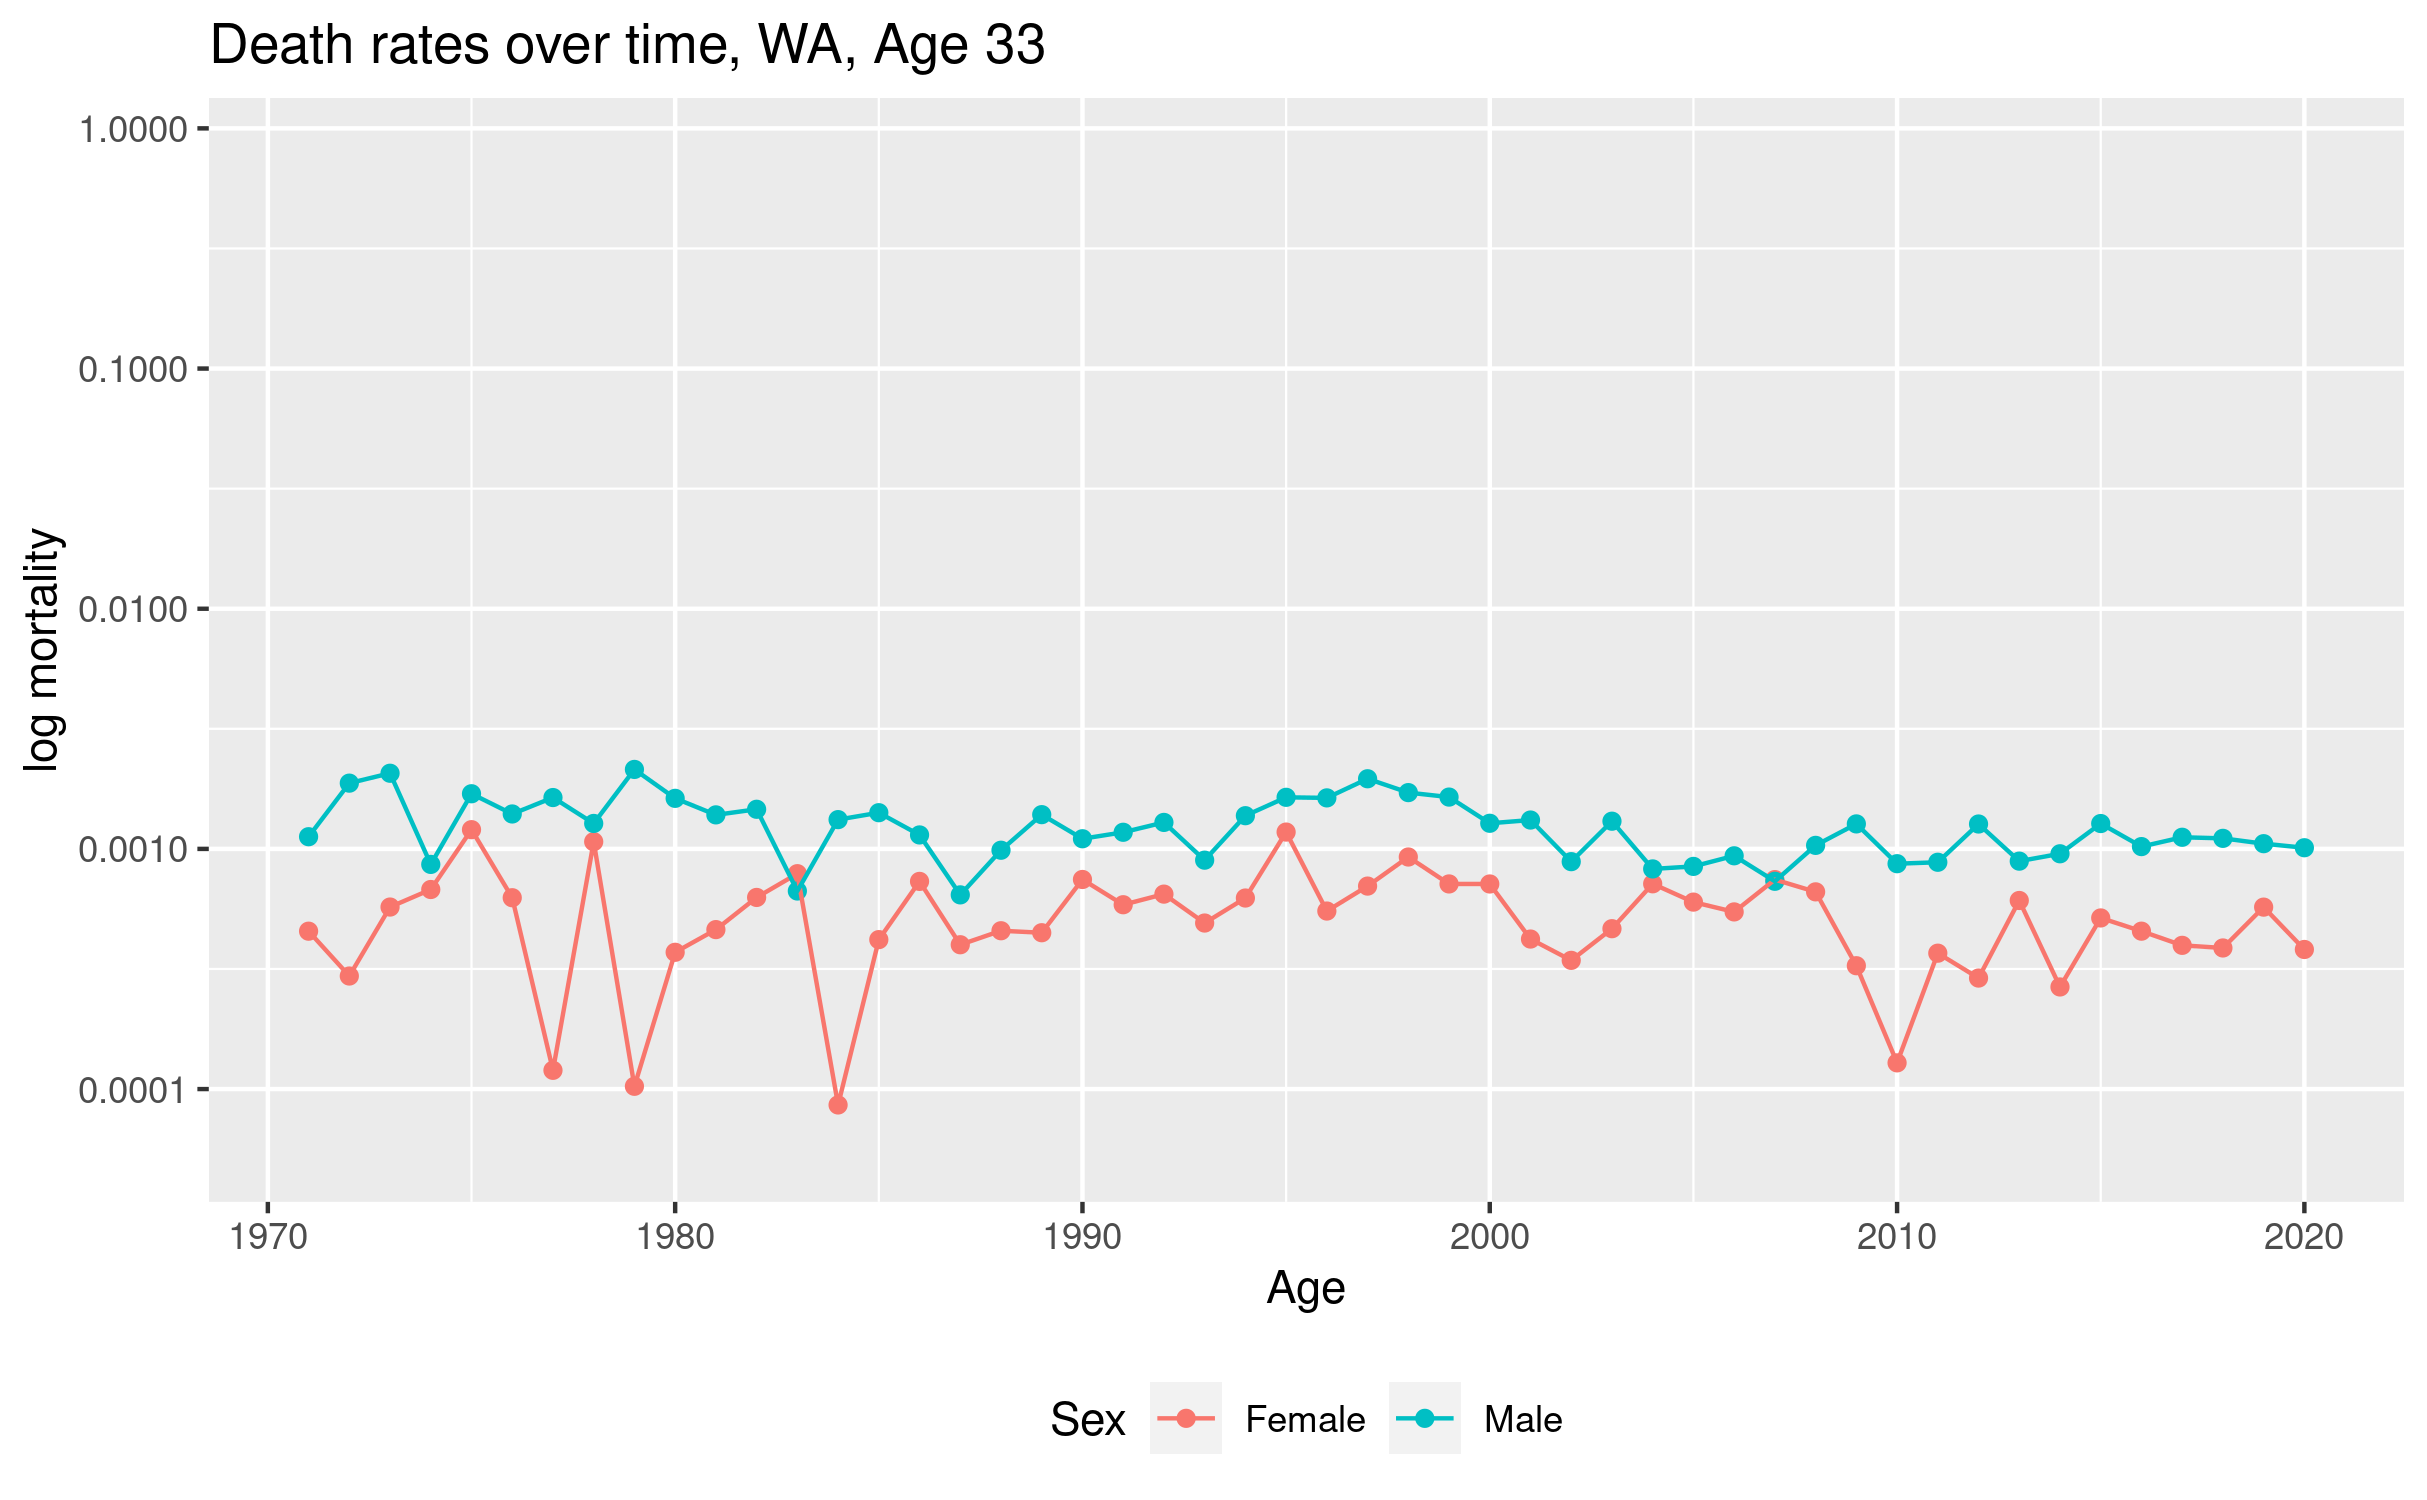 Death rates over time, WA, Age 33
1.0000
0.1000
0.0100
0.0010
0.0001
log mortality
1970 1980 1990 2000 2010 2020
Age
Sex Female Male